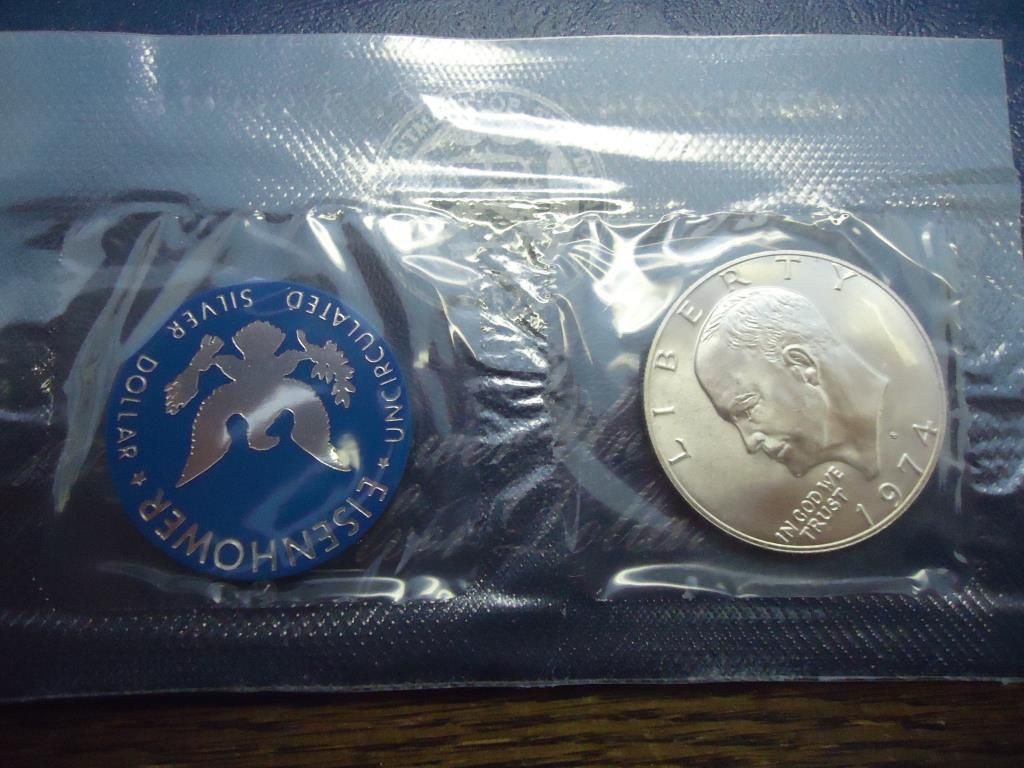 EISENHOWER
UNCIRCULATED SILVER DOLLAR
LIBERTY
IN GOD WE
TRUST
1974